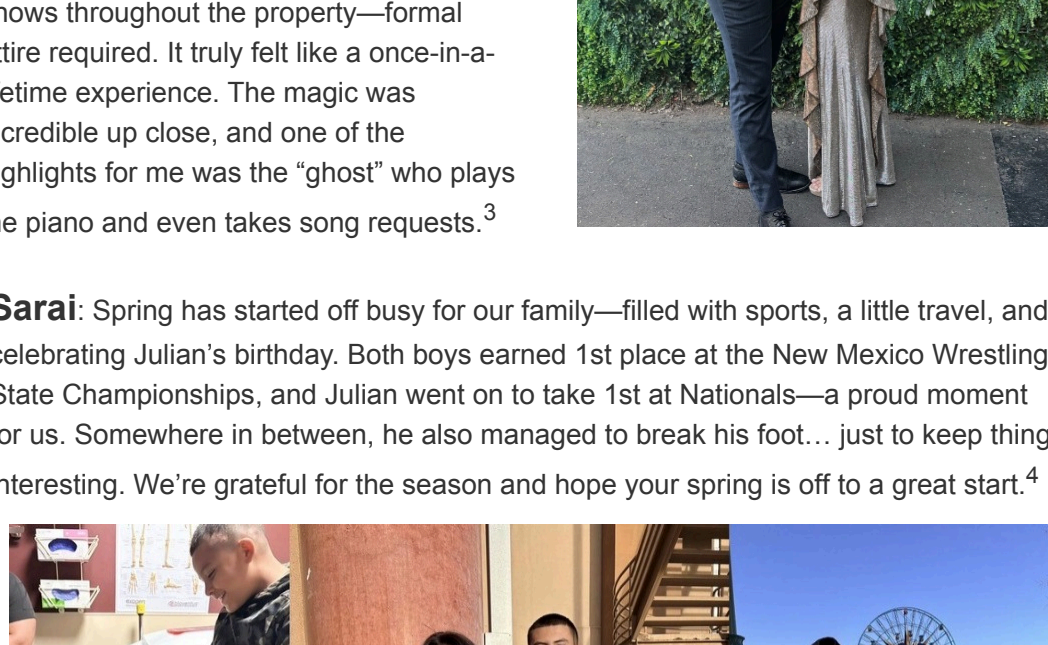 nows throughout the property—formal
ttire required. It truly felt like a once-in-a-
etime experience. The magic was
credible up close, and one of the
ghlights for me was the “ghost” who plays
e piano and even takes song requests.3
Sarai: Spring has started off busy for our family—filled with sports, a little travel, and
celebrating Julian’s birthday. Both boys earned 1st place at the New Mexico Wrestling
State Championships, and Julian went on to take 1st at Nationals—a proud moment
or us. Somewhere in between, he also managed to break his foot… just to keep thing
nteresting. We’re grateful for the season and hope your spring is off to a great start.4